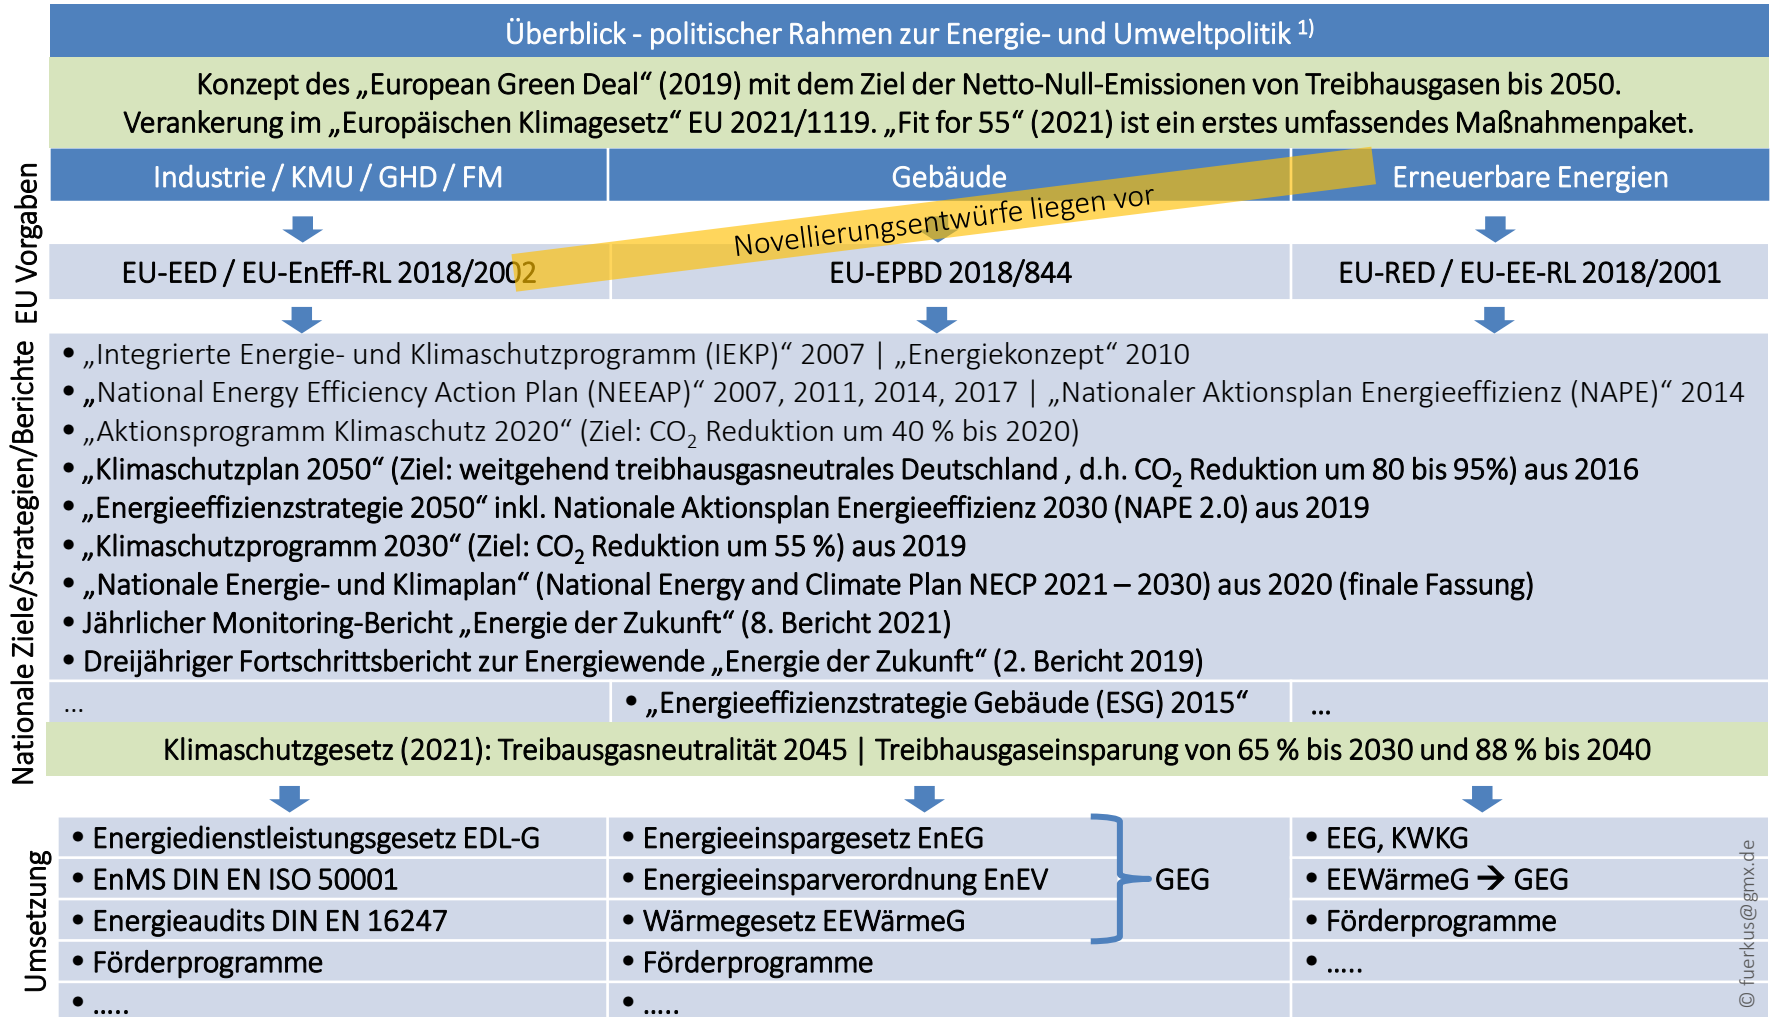 Überblick - politischer Rahmen zur Energie- und Umweltpolitik 1)
Konzept des „European Green Deal“ (2019) mit dem Ziel der Netto-Null-Emissionen von Treibhausgasen bis 2050.
Verankerung im „Europäischen Klimagesetz“ EU 2021/1119. „Fit for 55“ (2021) ist ein erstes umfassendes Maßnahmenpaket.
EU Vorgaben
Industrie / KMU / GHD / FM
Gebäude
Erneuerbare Energien
Novellierungsentwürfe liegen vor
EU-EED / EU-EnEff-RL 2018/2002
EU-EPBD 2018/844
EU-RED / EU-EE-RL 2018/2001
Nationale Ziele/Strategien/Berichte
• „Integrierte Energie- und Klimaschutzprogramm (IEKP)“ 2007 | „Energiekonzept“ 2010
• „National Energy Efficiency Action Plan (NEEAP)“ 2007, 2011, 2014, 2017 | „Nationaler Aktionsplan Energieeffizienz (NAPE)“ 2014
• „Aktionsprogramm Klimaschutz 2020“ (Ziel: CO2 Reduktion um 40 % bis 2020)
• „Klimaschutzplan 2050“ (Ziel: weitgehend treibhausgasneutrales Deutschland , d.h. CO2 Reduktion um 80 bis 95%) aus 2016
• „Energieeffizienzstrategie 2050“ inkl. Nationale Aktionsplan Energieeffizienz 2030 (NAPE 2.0) aus 2019
• „Klimaschutzprogramm 2030“ (Ziel: CO2 Reduktion um 55 %) aus 2019
• „Nationale Energie- und Klimaplan“ (National Energy and Climate Plan NECP 2021 – 2030) aus 2020 (finale Fassung)
• Jährlicher Monitoring-Bericht „Energie der Zukunft“ (8. Bericht 2021)
• Dreijähriger Fortschrittsbericht zur Energiewende „Energie der Zukunft“ (2. Bericht 2019)
...
• „Energieeffizienzstrategie Gebäude (ESG) 2015“
...
Klimaschutzgesetz (2021): Treibausgasneutralität 2045 | Treibhausgaseinsparung von 65 % bis 2030 und 88 % bis 2040
Umsetzung
• Energiedienstleistungsgesetz EDL-G
• EnMS DIN EN ISO 50001
• Energieaudits DIN EN 16247
• Förderprogramme
• .....
• Energieeinspargesetz EnEG
• Energieeinsparverordnung EnEV
• Wärmegesetz EEWärmeG
GEG
• Förderprogramme
• .....
• EEG, KWKG
• EEWärmeG → GEG
• Förderprogramme
• .....
© fuerkus@gmx.de